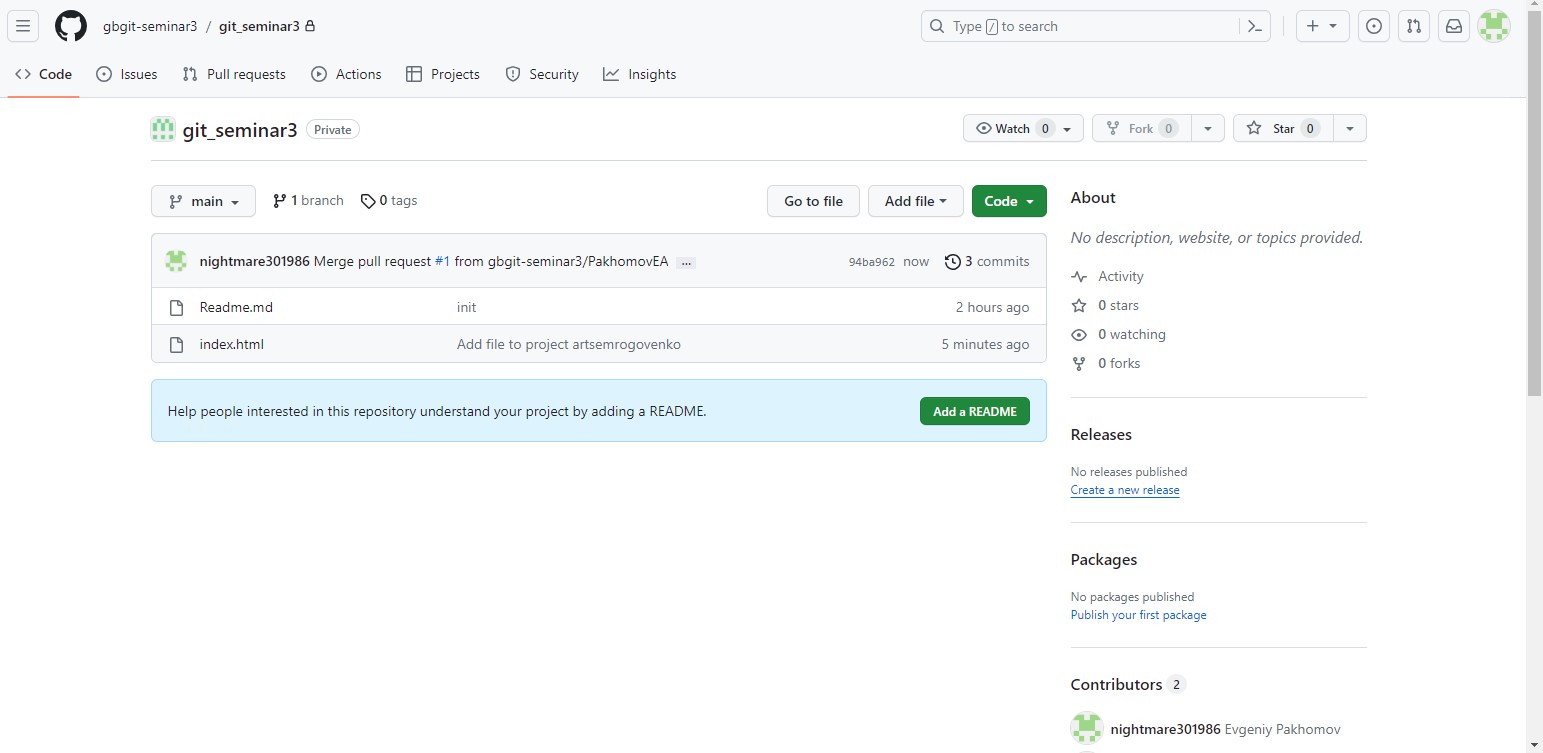 gbgit-seminar3 / git_seminar3
Type / to search
Code Issues Pull requests Actions Projects Security Insights
git_seminar3 Private
Watch 0 Fork 0 Star 0
main 1 branch 0 tags Go to file Add file Code
nightmare301986 Merge pull request #1 from gbgit-seminar3/PakhomovEA ... 94ba962 now 3 commits
Readme.md init 2 hours ago
index.html Add file to project artsemrogovenko 5 minutes ago
Help people interested in this repository understand your project by adding a README. Add a README
About
No description, website, or topics provided.
Activity
0 stars
0 watching
0 forks
Releases
No releases published
Create a new release
Packages
No packages published
Publish your first package
Contributors 2
nightmare301986 Evgeniy Pakhomov